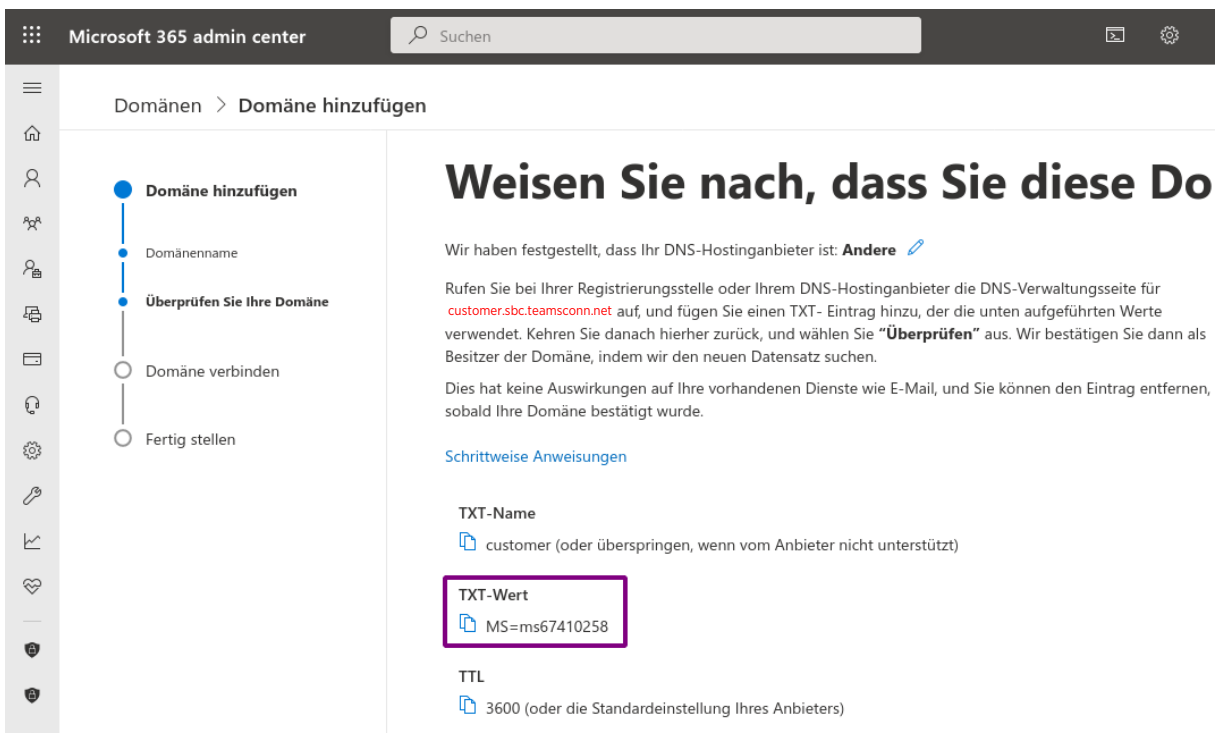 Microsoft 365 admin center
Suchen
Domänen > Domäne hinzufügen
Domäne hinzufügen
Domänenname
Überprüfen Sie Ihre Domäne
Domäne verbinden
Fertig stellen
Weisen Sie nach, dass Sie diese Do
Wir haben festgestellt, dass Ihr DNS-Hostinganbieter ist: Andere
Rufen Sie bei Ihrer Registrierungsstelle oder Ihrem DNS-Hostinganbieter die DNS-Verwaltungsseite für
customer.sbc.teamsconn.net auf, und fügen Sie einen TXT- Eintrag hinzu, der die unten aufgeführten Werte
verwendet. Kehren Sie danach hierher zurück, und wählen Sie “Überprüfen” aus. Wir bestätigen Sie dann als
Besitzer der Domäne, indem wir den neuen Datensatz suchen.
Dies hat keine Auswirkungen auf Ihre vorhandenen Dienste wie E-Mail, und Sie können den Eintrag entfernen,
sobald Ihre Domäne bestätigt wurde.
Schrittweise Anweisungen
TXT-Name
customer (oder überspringen, wenn vom Anbieter nicht unterstützt)
TXT-Wert
MS=ms67410258
TTL
3600 (oder die Standardeinstellung Ihres Anbieters)